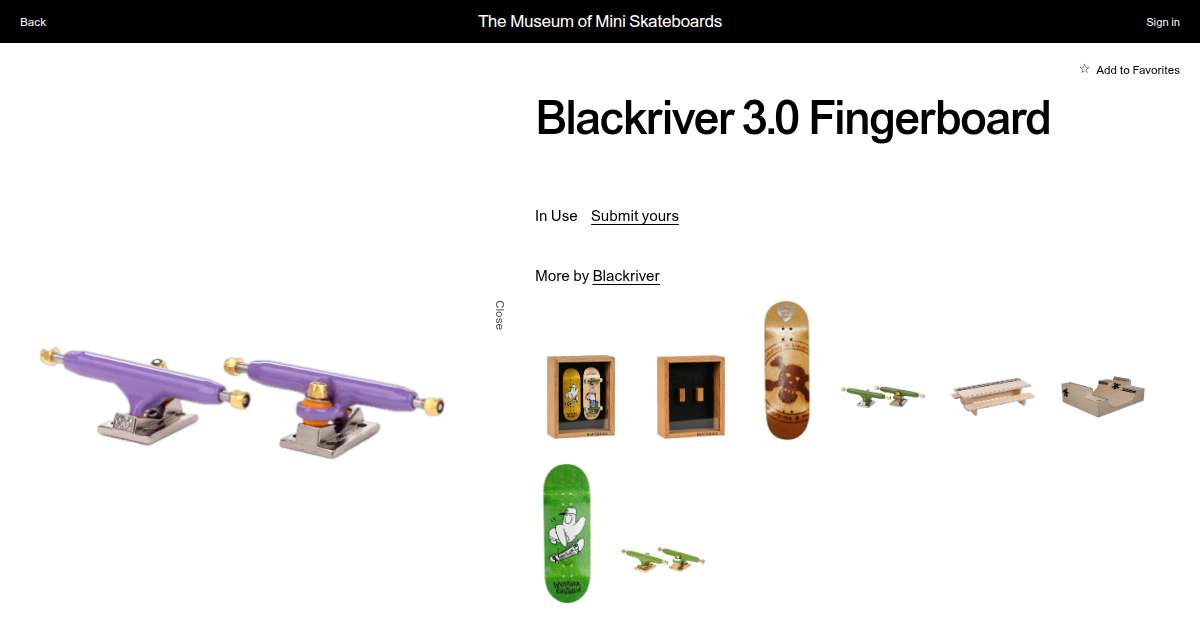 Back
The Museum of Mini Skateboards
Sign in
☆ Add to Favorites
Blackriver 3.0 Fingerboard
In Use Submit yours
More by Blackriver
Close